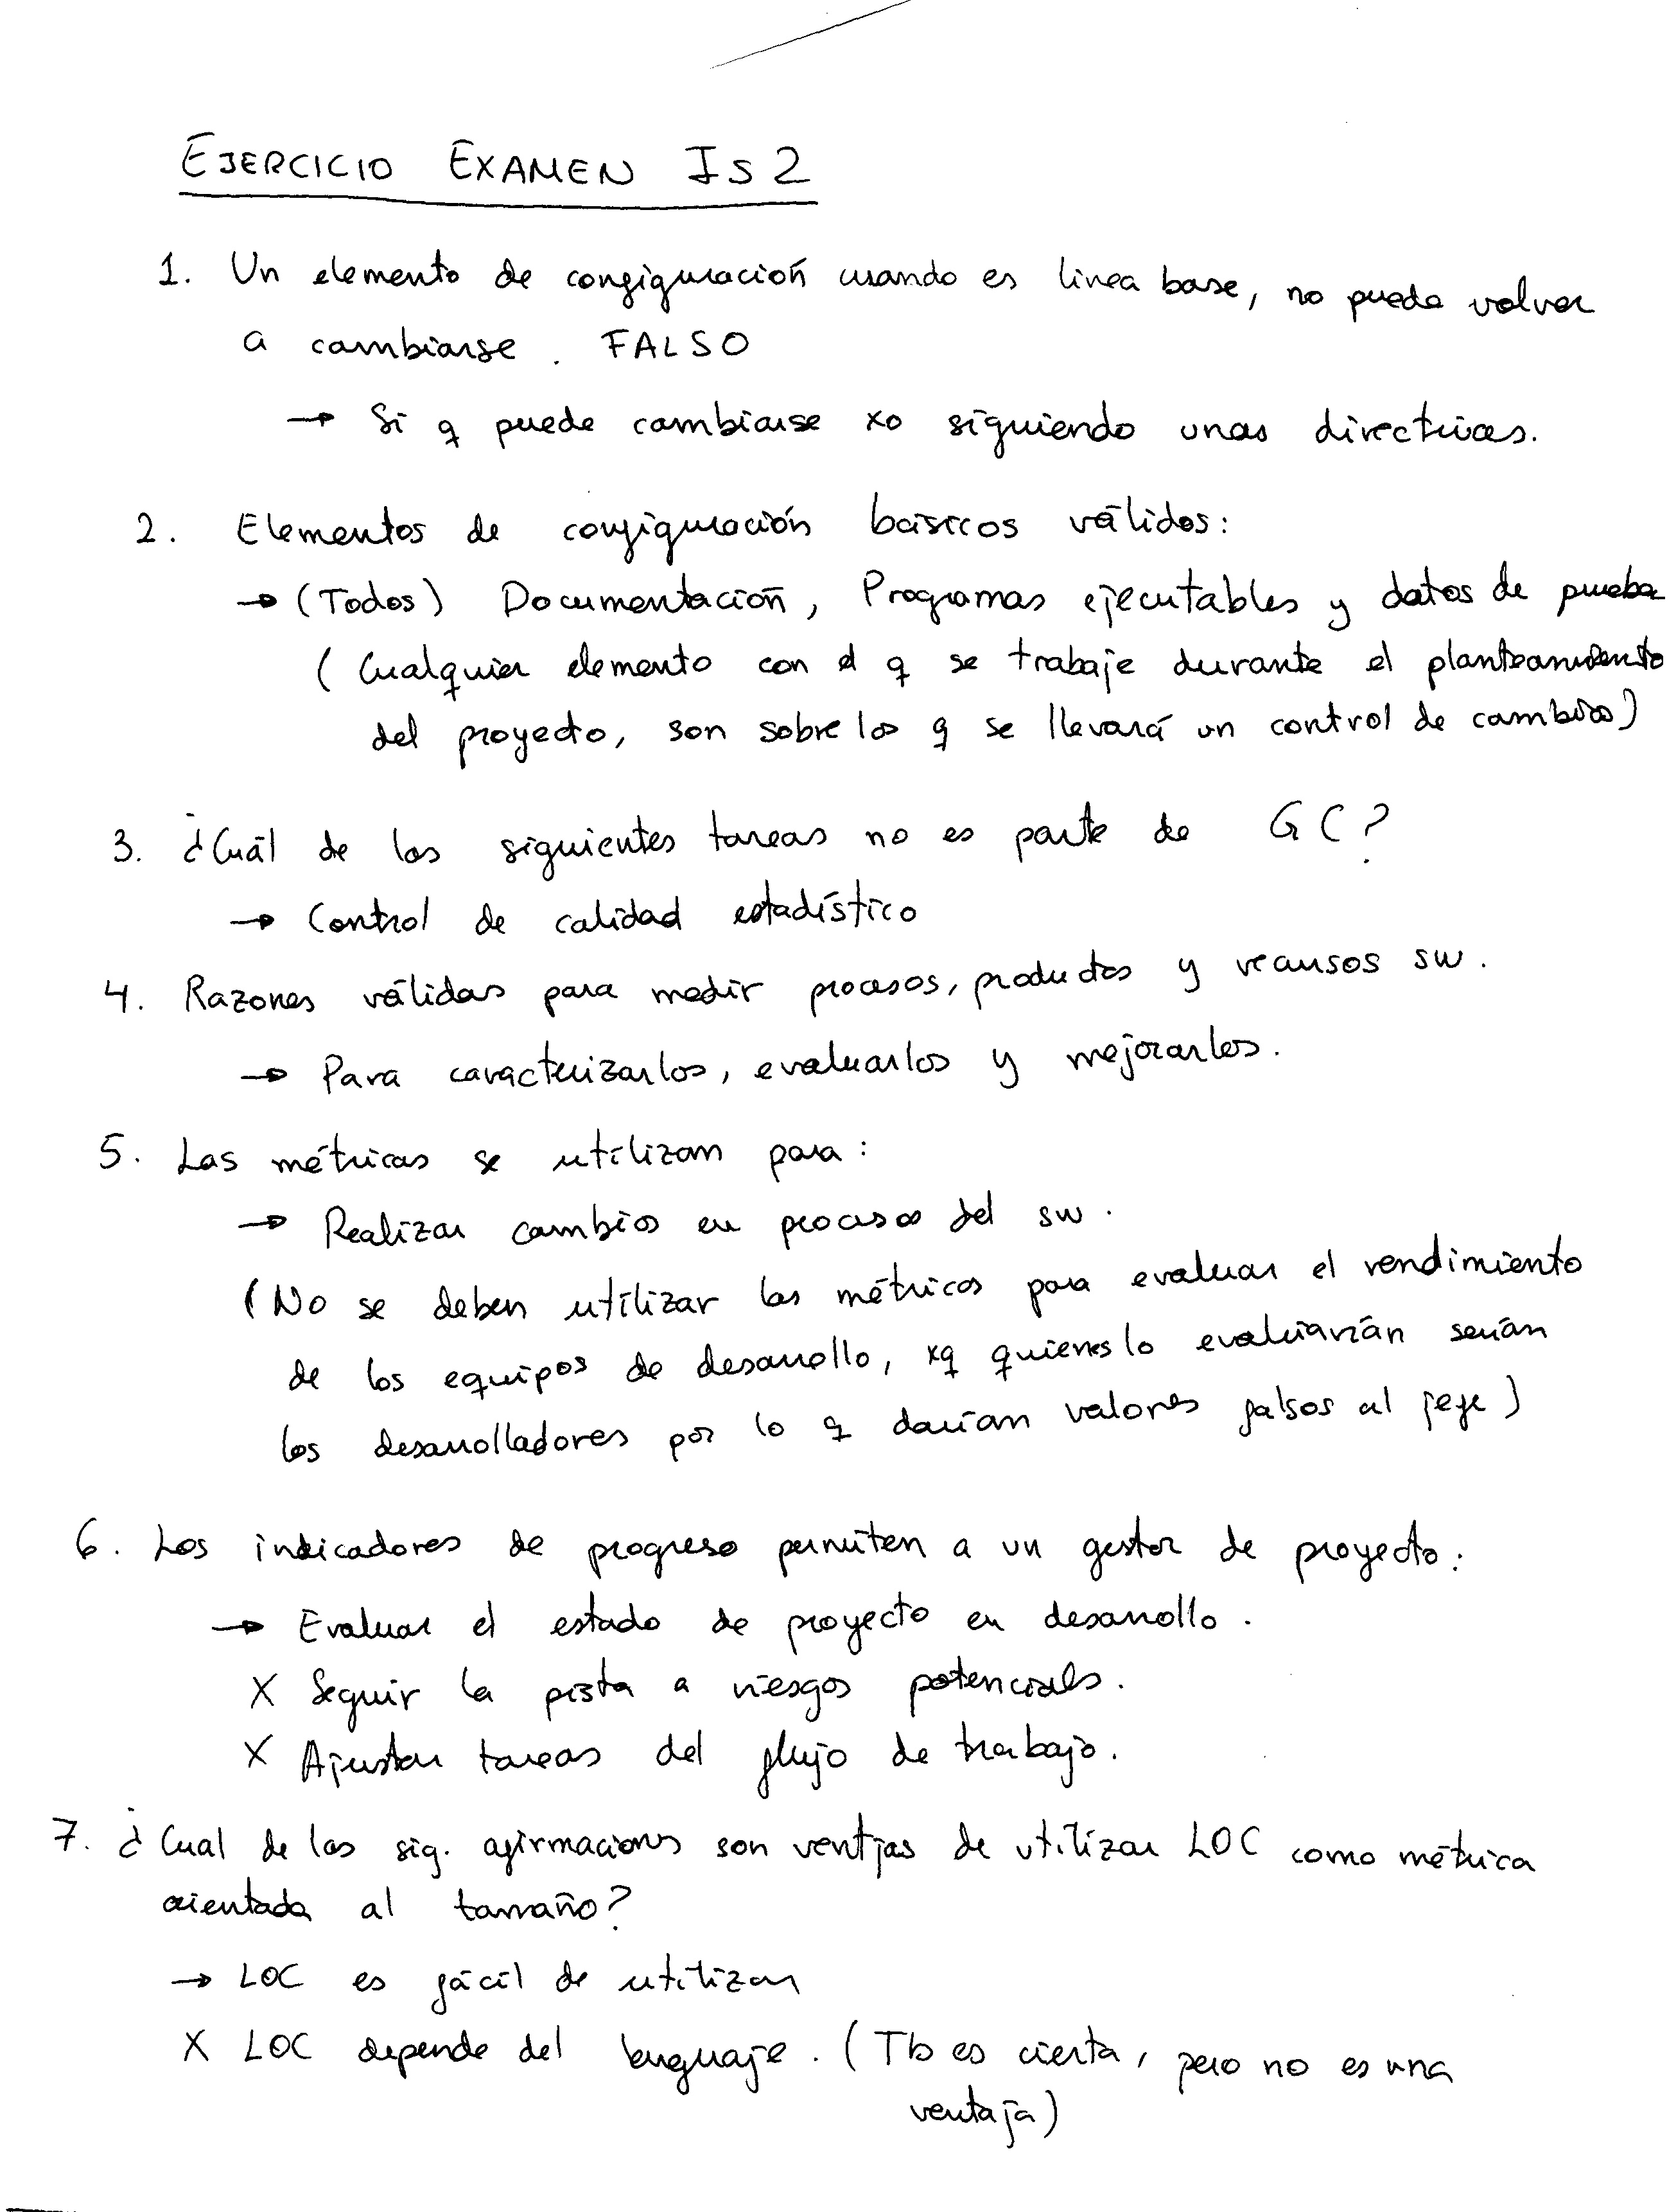 EJERCICIO EXAMEN IS2
1. Un elemento de configuración cuando es línea base, no puede volver
a cambiarse. FALSO
→ Si q puede cambiarse xo siguiendo unas directrices.
2. Elementos de configuración básicos válidos:
→ (Todos) Documentación, Programas ejecutables y datos de prueba
(Cualquier elemento con el q se trabaje durante el planteamiento
del proyecto, son sobre los q se llevará un control de cambios)
3. ¿Cuál de las siguientes tareas no es parte de GC?
→ Control de calidad estadístico
4. Razones válidas para medir procesos, productos y recursos sw.
→ Para caracterizarlos, evaluarlos y mejorarlos.
5. Las métricas se utilizan para:
→ Realizar cambios en procesos del sw.
(No se deben utilizar las métricas para evaluar el rendimiento
de los equipos de desarrollo, xq quienes lo evaluarían serían
los desarrolladores por lo q darían valores falsos al jefe)
6. Los indicadores de progreso permiten a un gestor de proyecto:
→ Evaluar el estado de proyecto en desarrollo.
X Seguir la pista a riesgos potenciales.
X Ajustar tareas del flujo de trabajo.
7. ¿Cual de las sig. afirmaciones son ventjas de utilizar LOC como métrica
orientada al tamaño?
→ LOC es fácil de utilizar
X LOC depende del lenguaje. (Tb es cierta, pero no es una
ventaja)